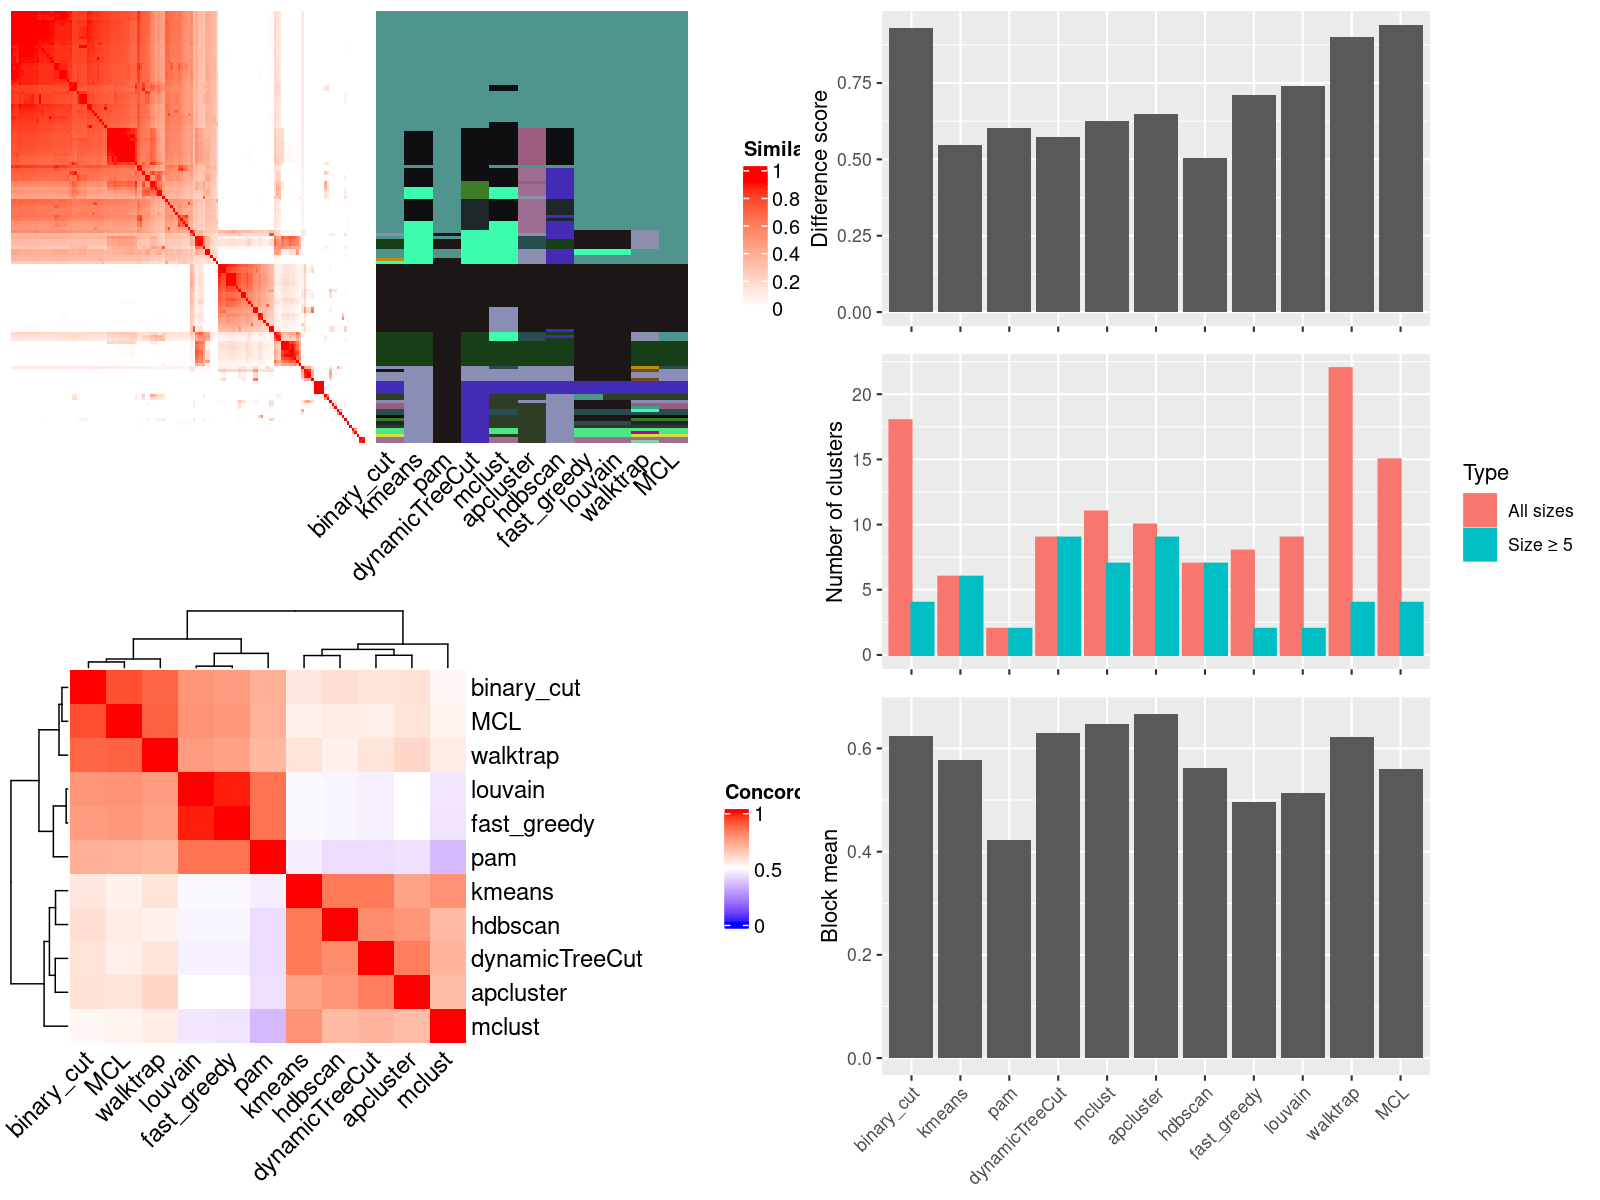 Simila
1
0.8
0.6
0.4
0.2
0
binary_cut
kmeans
pam
dynamicTreeCut
mclust
apcluster
hdbscan
fast_greedy
louvain
walktrap
MCL
Difference score
0.75
0.50
0.25
0.00
Number of clusters
20
15
10
5
0
Type
All sizes
Size ≥ 5
binary_cut
MCL
walktrap
louvain
fast_greedy
pam
kmeans
hdbscan
dynamicTreeCut
apcluster
mclust
binary_cut
MCL
walktrap
louvain
fast_greedy
pam
kmeans
hdbscan
dynamicTreeCut
apcluster
mclust
Concord
1
0.5
0
Block mean
0.6
0.4
0.2
0.0
binary_cut
kmeans
pam
dynamicTreeCut
mclust
apcluster
hdbscan
fast_greedy
louvain
walktrap
MCL